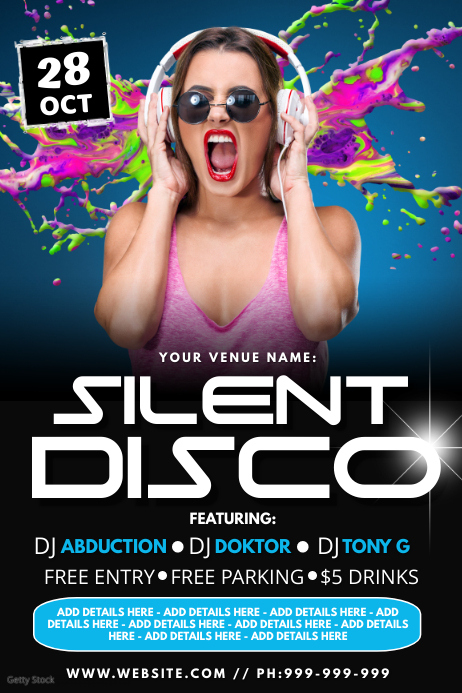 28
OCT
YOUR VENUE NAME:
SILENT
DISCO
FEATURING:
DJ ABDUCTION ● DJ DOKTOR ● DJ TONY G
FREE ENTRY • FREE PARKING • $5 DRINKS
ADD DETAILS HERE - ADD DETAILS HERE - ADD DETAILS HERE - ADD
DETAILS HERE - ADD DETAILS HERE - ADD DETAILS HERE - ADD DETAILS
HERE - ADD DETAILS HERE - ADD DETAILS HERE
Getty Stock
WWW.WEBSITE.COM // PH:999-999-999